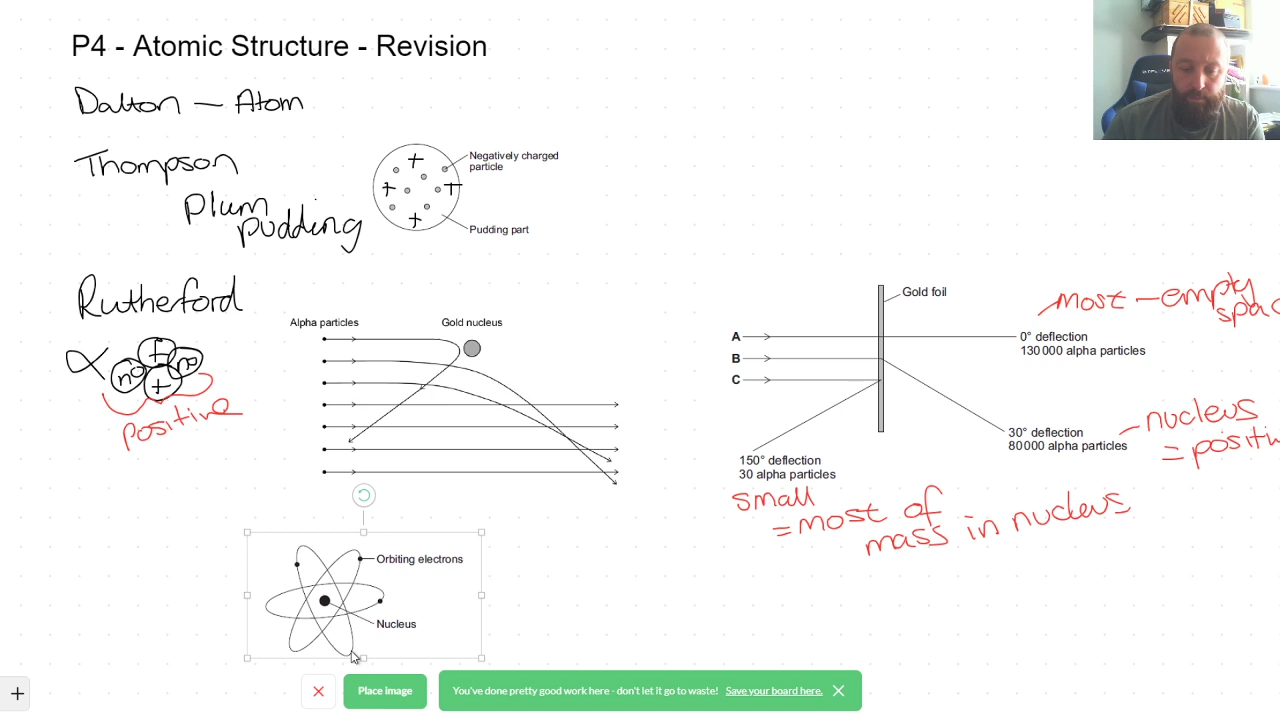 P4 - Atomic Structure - Revision
Dalton - Atom
Thompson
Plum
pudding
Negatively charged
particle
Pudding part
+
+
+
+
Rutherford
Alpha particles
Gold nucleus
α
+
n°
n°
+
positive
Gold foil
most - empty
spac
A
B
C
0° deflection
130 000 alpha particles
30° deflection
80 000 alpha particles
- nucleus
= positi
150° deflection
30 alpha particles
small
= most of
mass in nucleus
Orbiting electrons
Nucleus
Place image
You've done pretty good work here - don't let it go to waste! Save your board here.